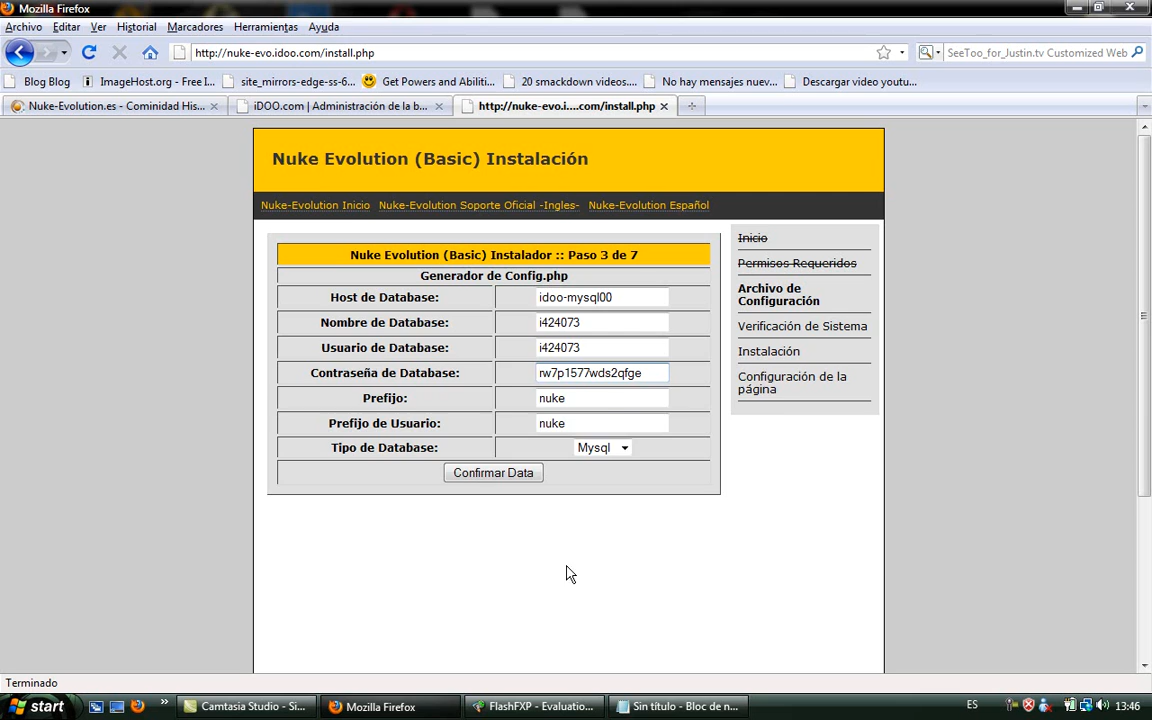 Mozilla Firefox
Archivo Editar Ver Historial Marcadores Herramientas Ayuda
http://nuke-evo.idoo.com/install.php
SeeToo_for_Justin.tv Customized Web
Blog Blog ImageHost.org - Free I... site_mirrors-edge-ss-6... Get Powers and Abiliti... 20 smackdown videos.... No hay mensajes nuev... Descargar video youtu...
Nuke-Evolution.es - Cominidad His... iDOO.com | Administración de la b... http://nuke-evo.i....com/install.php
Nuke Evolution (Basic) Instalación
Nuke-Evolution Inicio Nuke-Evolution Soporte Oficial -Ingles- Nuke-Evolution Español
Nuke Evolution (Basic) Instalador :: Paso 3 de 7
Generador de Config.php
Host de Database: idoo-mysql00
Nombre de Database: i424073
Usuario de Database: i424073
Contraseña de Database: rw7p1577wds2qfge
Prefijo: nuke
Prefijo de Usuario: nuke
Tipo de Database: Mysql
Confirmar Data
Inicio
Permisos Requeridos
Archivo de
Configuración
Verificación de Sistema
Instalación
Configuración de la
página
Terminado
start Camtasia Studio - Si... Mozilla Firefox FlashFXP - Evaluatio... Sin título - Bloc de n... ES 13:46